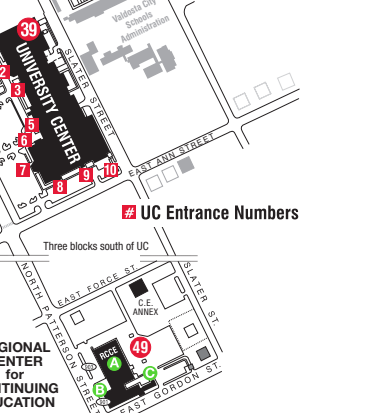 39
Valdosta City
Schools
Administration
SLATER STREET
UNIVERSITY CENTER
2
3
5
6
7
8
9
10
EAST ANN STREET
# UC Entrance Numbers
Three blocks south of UC
EAST FORCE ST.
SLATER ST.
NORTH PATTERSON STREET
C.E.
ANNEX
RCCE
A
49
B
C
EAST GORDON ST.
EGIONAL
ENTER
for
NTINUING
UCATION